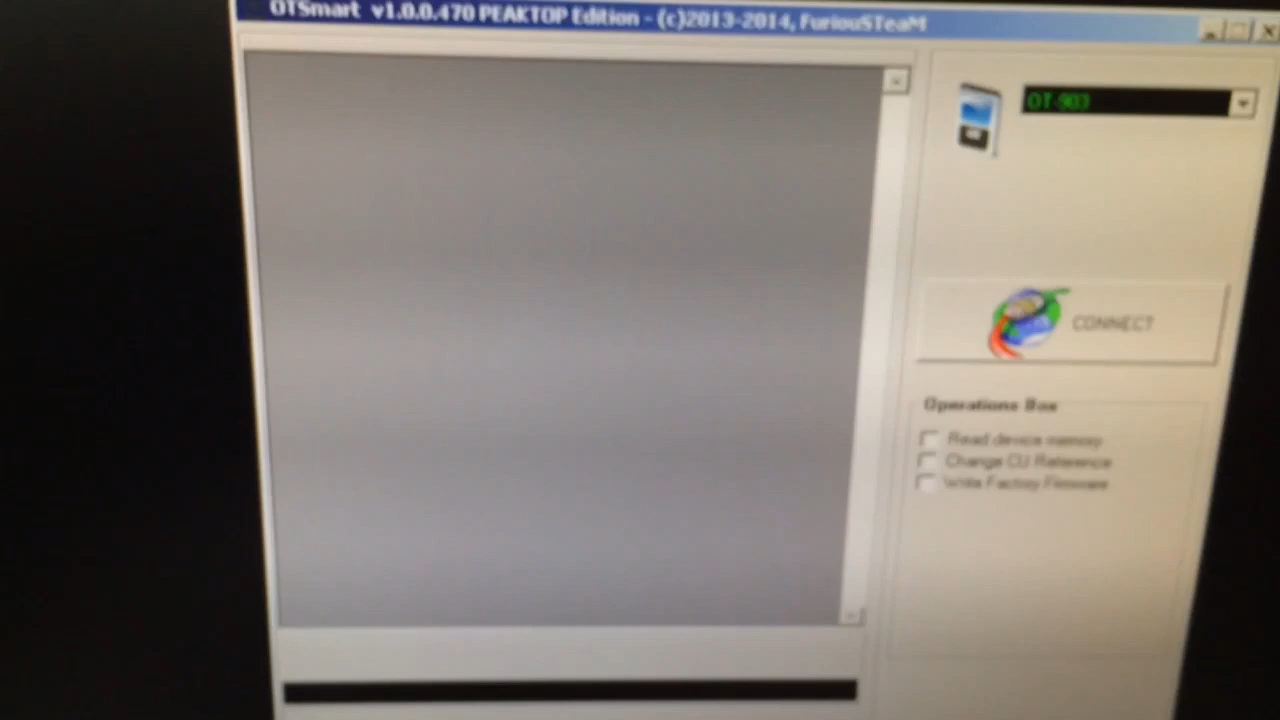 OTSmart v1.0.0.470 PEAKTOP Edition - (c)2013-2014, FuriouSTeaM
OT-903
CONNECT
Operations Box
Read device memory
Change CU Reference
Write Factory Firmware